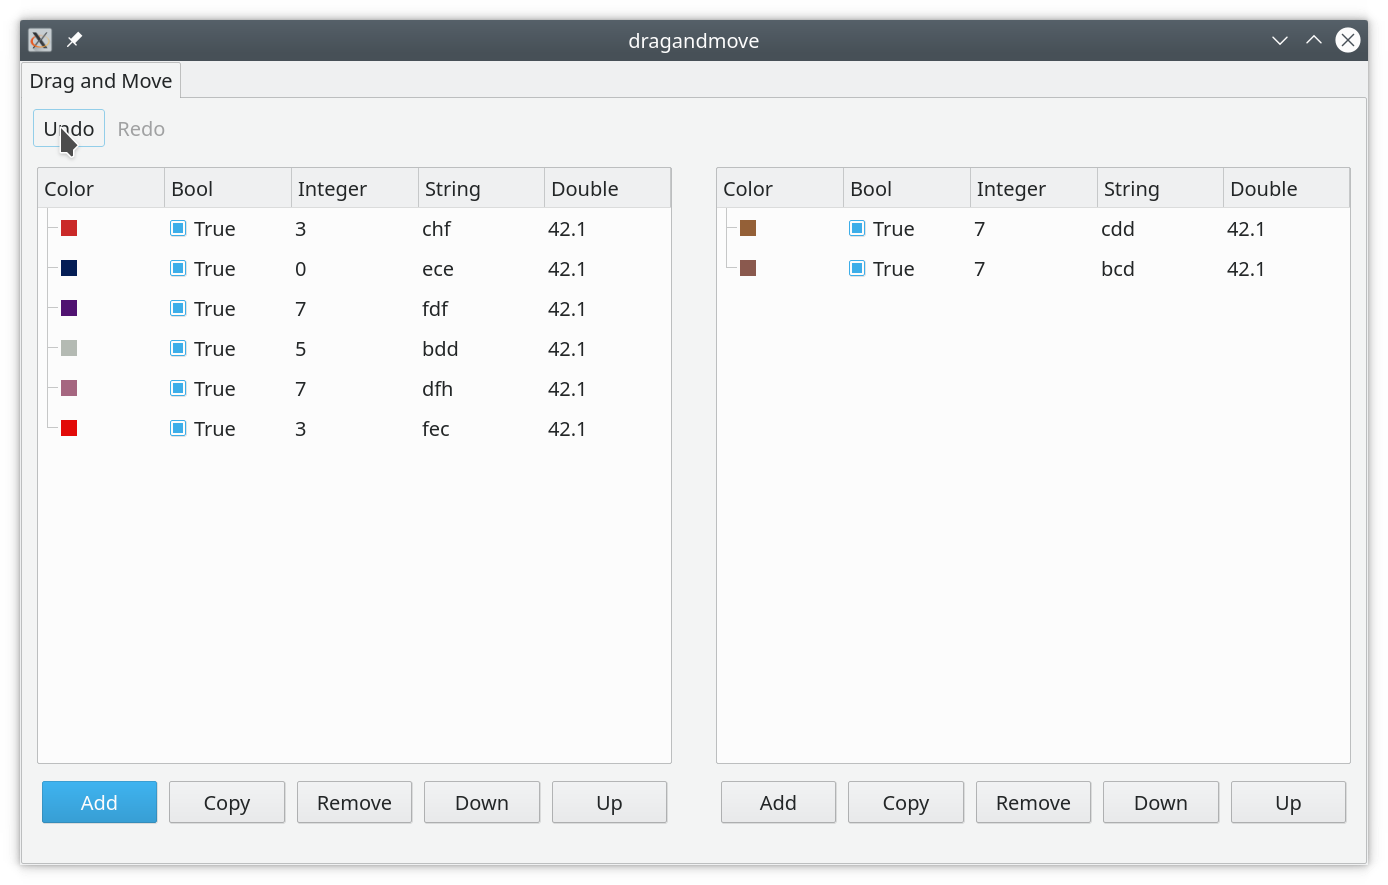 dragandmove
Drag and Move
Undo Redo
Color Bool Integer String Double
True 3 chf 42.1
True 0 ece 42.1
True 7 fdf 42.1
True 5 bdd 42.1
True 7 dfh 42.1
True 3 fec 42.1
Add Copy Remove Down Up
Color Bool Integer String Double
True 7 cdd 42.1
True 7 bcd 42.1
Add Copy Remove Down Up